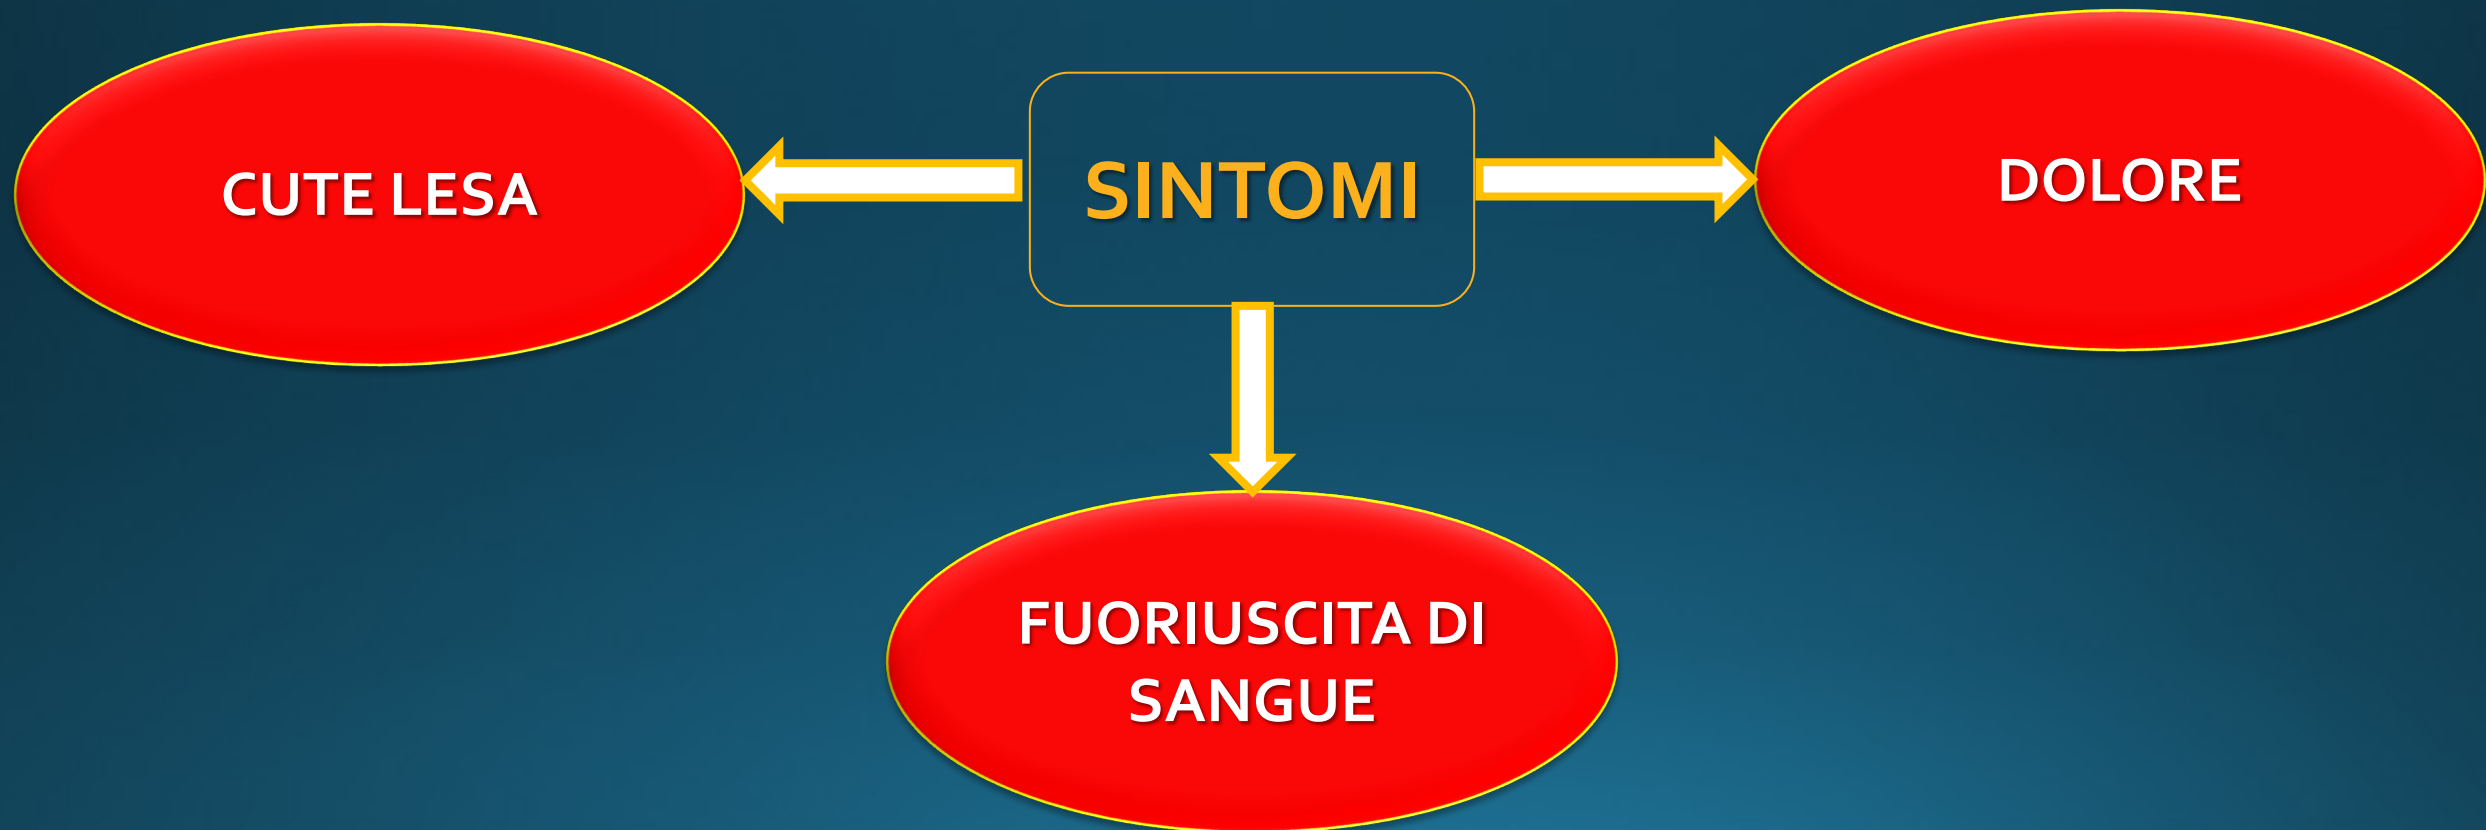 CUTE LESA
SINTOMI
DOLORE
FUORIUSCITA DI
SANGUE